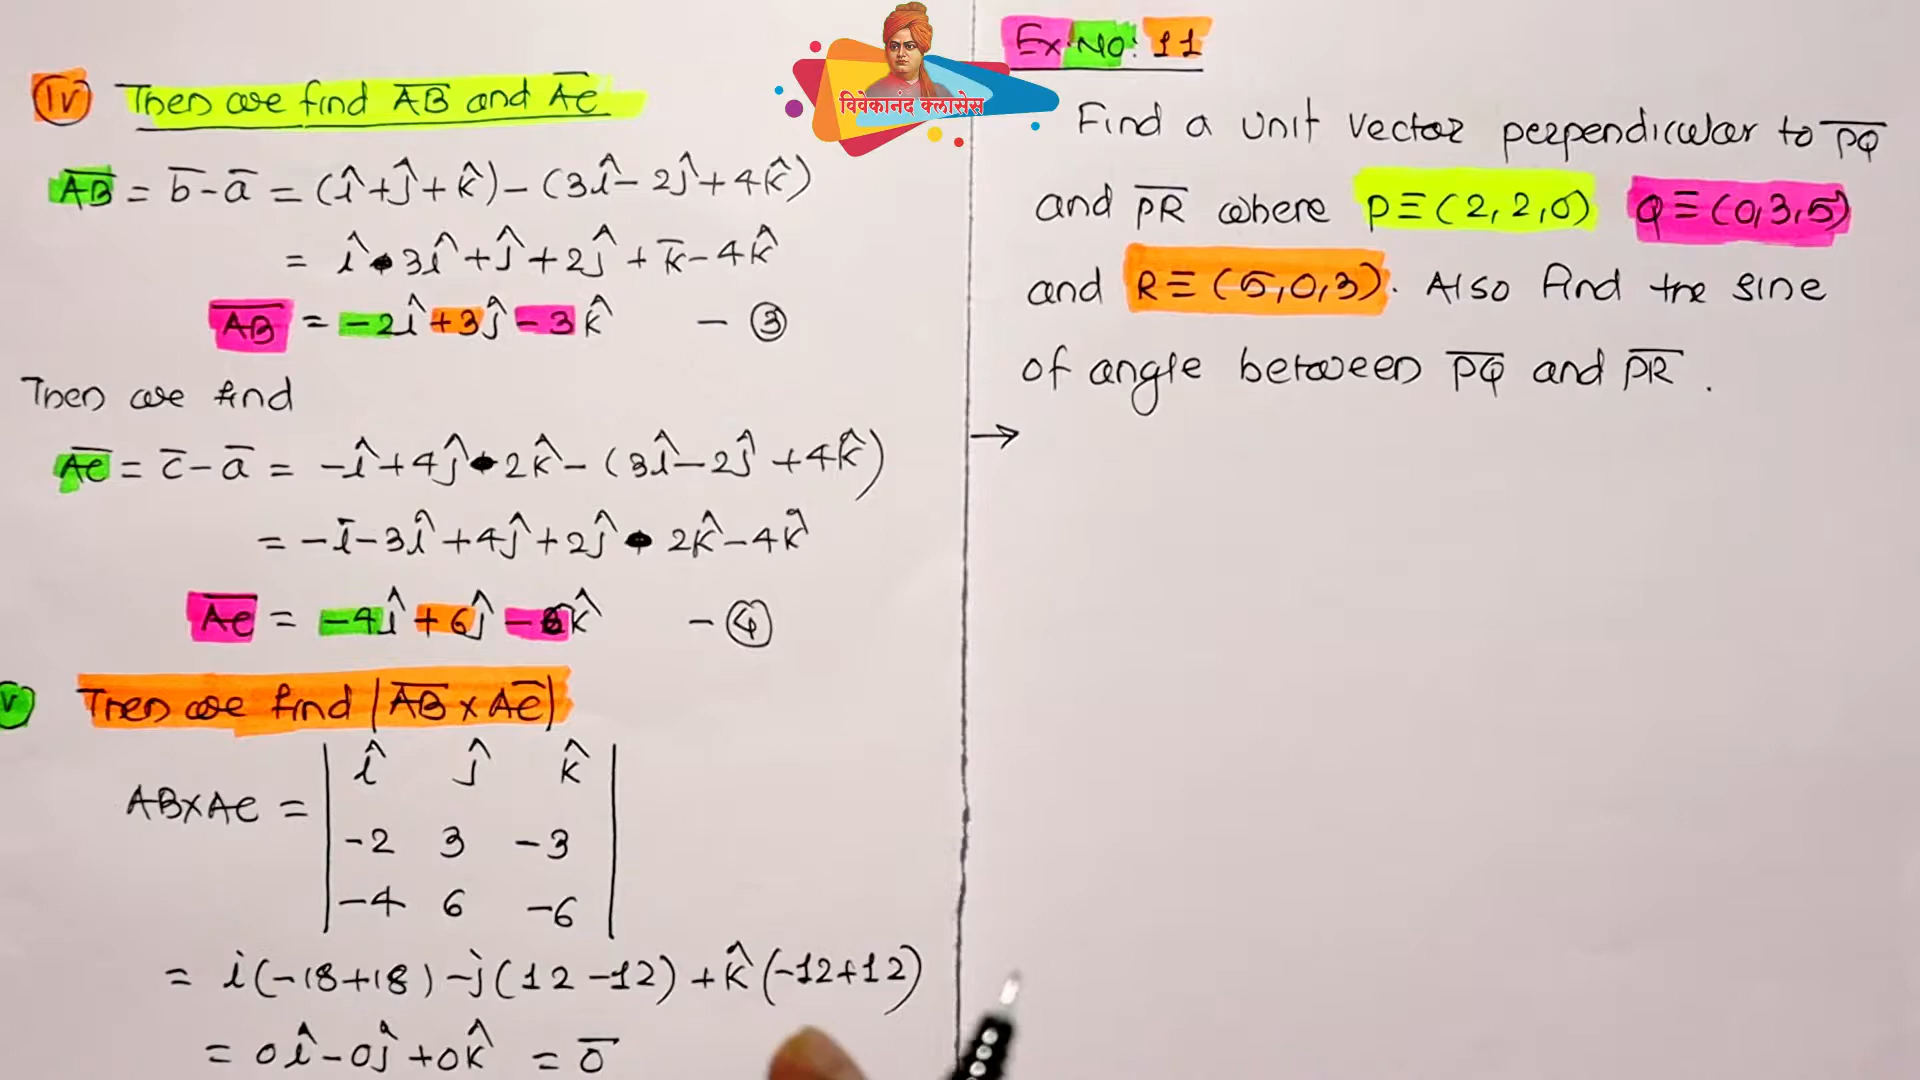 iv Then we find AB̅ and AC̅
AB̅ = b̅ - a̅ = (î+ĵ+k̂) - (3î - 2ĵ + 4k̂)
= î - 3î + ĵ + 2ĵ + k̅ - 4k̂
AB̅ = -2î +3ĵ -3k̂ - ③
Then we find
AC̅ = c̅ - a̅ = -î+4ĵ-2k̂ - (3î-2ĵ+4k̂)
= -i̅-3î+4ĵ+2ĵ - 2k̂-4k̂
AC̅ = -4î +6ĵ -6k̂ - ④
v Then we find |AB̅ x AC̅|
î ĵ k̂
ABxAC =
-2 3 -3
-4 6 -6
= i(-18+18) -j(12-12) +k̂(-12+12)
= 0î-0ĵ+0k̂ = 0̅
विवेकानंद क्लासेस
Ex. No: 11
Find a unit vector perpendicular to PQ̅
and PR̅ where P≡(2,2,0) Q≡(0,3,5)
and R≡(5,0,3). Also find the sine
of angle between PQ̅ and PR̅.
→